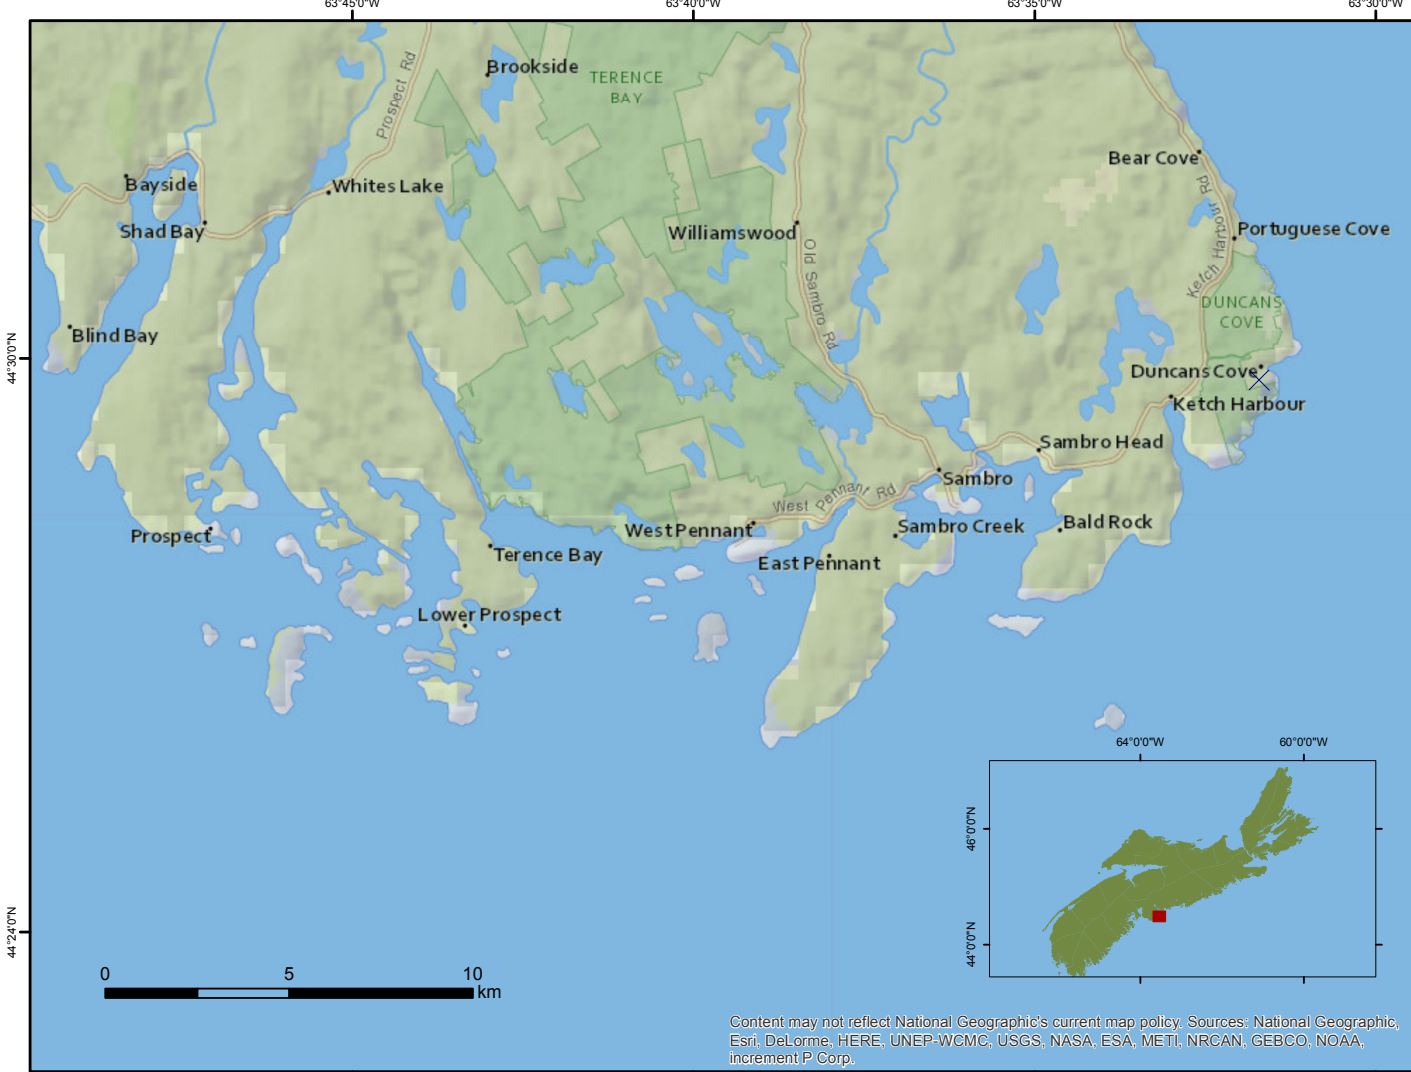 63°45'0"W
63°40'0"W
63°35'0"W
63°30'0"W
Brookside
TERENCE
BAY
Prospect Rd
Bear Cove
Bayside
Whites Lake
Ketch Harbour Rd
Shad Bay
Williamswood
Portuguese Cove
Old Sambro Rd
DUNCANS
COVE
Blind Bay
44°30'0"N
Duncans Cove
Ketch Harbour
Sambro Head
Sambro
West Pennant Rd
Prospect
West Pennant
Sambro Creek
Bald Rock
Terence Bay
East Pennant
Lower Prospect
64°0'0"W
60°0'0"W
46°0'0"N
44°0'0"N
44°24'0"N
0
5
10
km
Content may not reflect National Geographic's current map policy. Sources: National Geographic,
Esri, DeLorme, HERE, UNEP-WCMC, USGS, NASA, ESA, METI, NRCAN, GEBCO, NOAA,
increment P Corp.